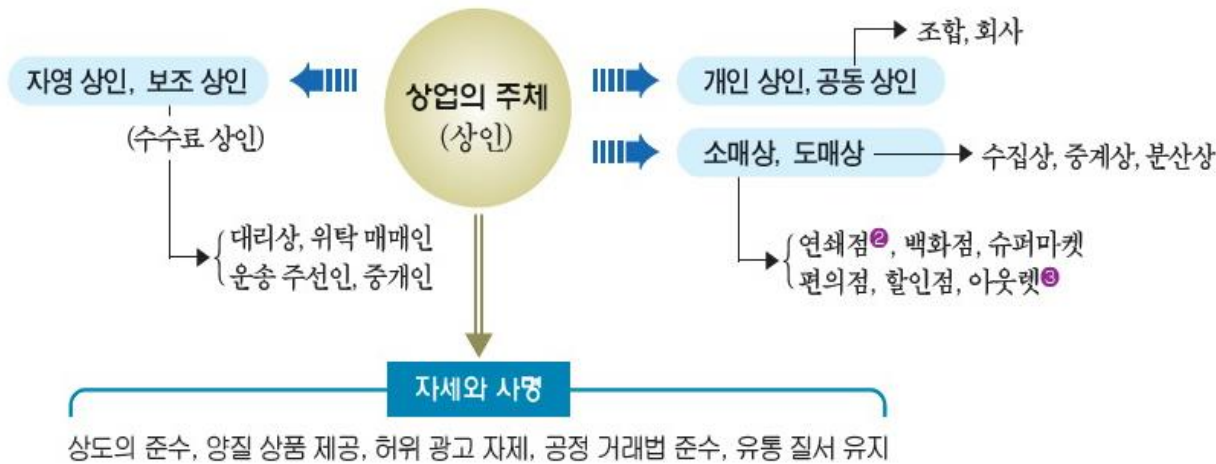 조합, 회사
자영 상인, 보조 상인
상업의 주체
(상인)
개인 상인, 공동 상인
(수수료 상인)
소매상, 도매상
수집상, 중계상, 분산상
대리상, 위탁 매매인
운송 주선인, 중개인
연쇄점❷, 백화점, 슈퍼마켓
편의점, 할인점, 아웃렛❸
자세와 사명
상도의 준수, 양질 상품 제공, 허위 광고 자제, 공정 거래법 준수, 유통 질서 유지